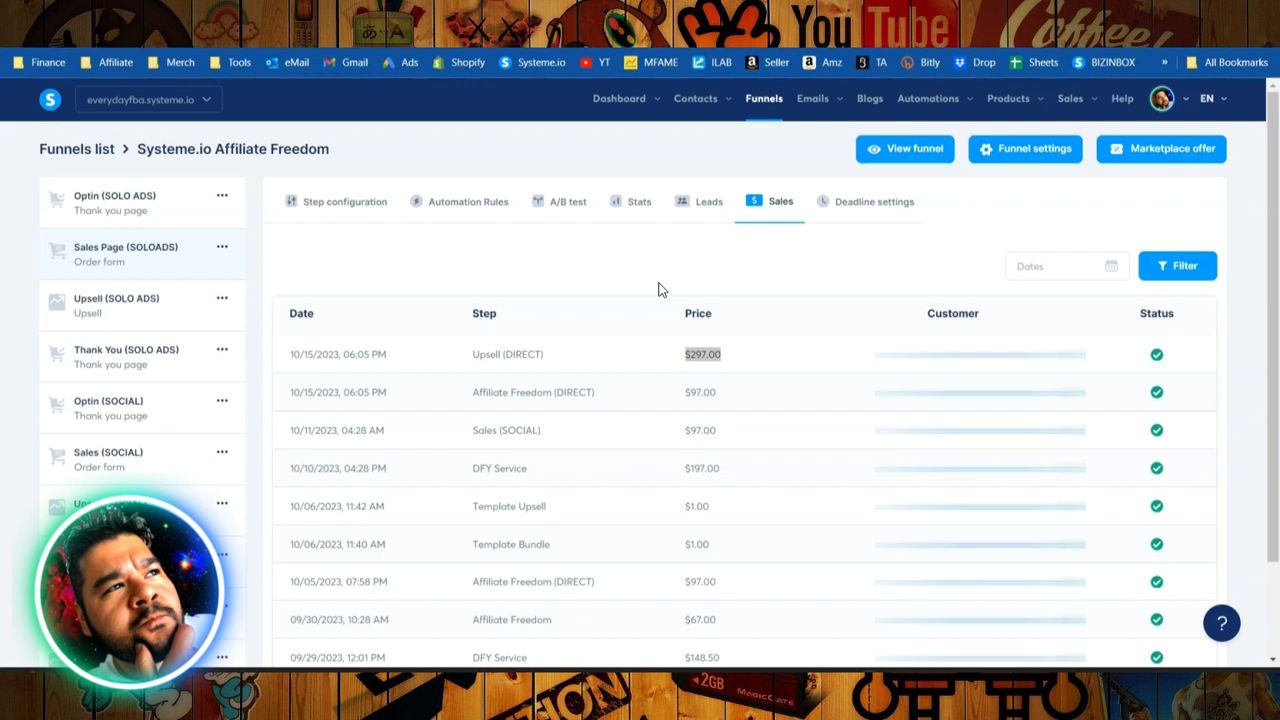 You Tube
Coffee
Finance
Affiliate
Merch
Tools
eMail
Gmail
Ads
Shopify
Systeme.io
YT
MFAME
ILAB
Seller
Amz
TA
Bitly
Drop
Sheets
BIZINBOX
»
All Bookmarks
S
everydayfba.systeme.io
Dashboard
Contacts
Funnels
Emails
Blogs
Automations
Products
Sales
Help
EN
Funnels list > Systeme.io Affiliate Freedom
View funnel
Funnel settings
Marketplace offer
Optin (SOLO ADS)
Thank you page
Sales Page (SOLOADS)
Order form
Upsell (SOLO ADS)
Upsell
Thank You (SOLO ADS)
Thank you page
Optin (SOCIAL)
Thank you page
Sales (SOCIAL)
Order form
Step configuration
Automation Rules
A/B test
Stats
Leads
Sales
Deadline settings
Dates
Filter
Date Step Price Customer Status
10/15/2023, 06:05 PM Upsell (DIRECT) $297.00
10/15/2023, 06:05 PM Affiliate Freedom (DIRECT) $97.00
10/11/2023, 04:28 AM Sales (SOCIAL) $97.00
10/10/2023, 04:28 PM DFY Service $197.00
10/06/2023, 11:42 AM Template Upsell $1.00
10/06/2023, 11:40 AM Template Bundle $1.00
10/05/2023, 07:58 PM Affiliate Freedom (DIRECT) $97.00
09/30/2023, 10:28 AM Affiliate Freedom $67.00
09/29/2023, 12:01 PM DFY Service $148.50
?
2GB
MAGICGATE